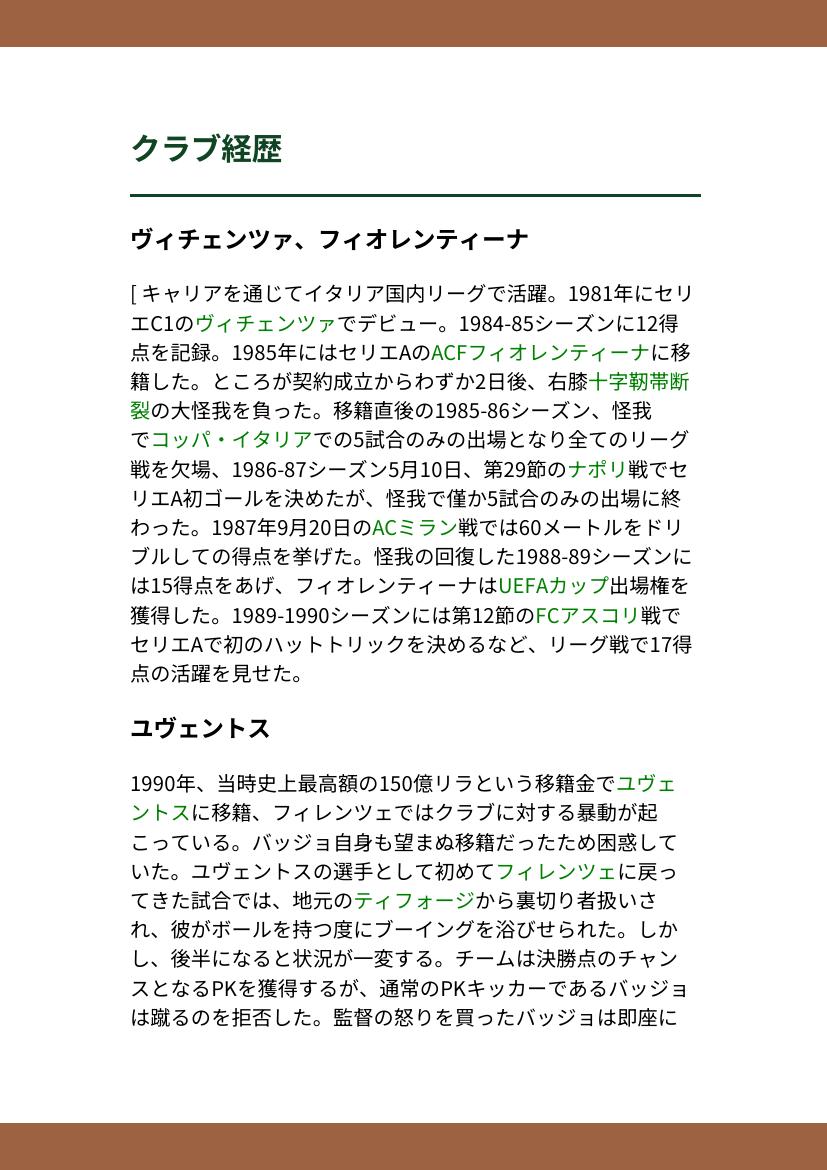 クラブ経歴
ヴィチェンツァ、フィオレンティーナ
[ キャリアを通じてイタリア国内リーグで活躍。1981年にセリ
エC1のヴィチェンツァでデビュー。1984-85シーズンに12得
点を記録。1985年にはセリエAのACFフィオレンティーナに移
籍した。ところが契約成立からわずか2日後、右膝十字靭帯断
裂の大怪我を負った。移籍直後の1985-86シーズン、怪我
でコッパ・イタリアでの5試合のみの出場となり全てのリーグ
戦を欠場、1986-87シーズン5月10日、第29節のナポリ戦でセ
リエA初ゴールを決めたが、怪我で僅か5試合のみの出場に終
わった。1987年9月20日のACミラン戦では60メートルをドリ
ブルしての得点を挙げた。怪我の回復した1988-89シーズンに
は15得点をあげ、フィオレンティーナはUEFAカップ出場権を
獲得した。1989-1990シーズンには第12節のFCアスコリ戦で
セリエAで初のハットトリックを決めるなど、リーグ戦で17得
点の活躍を見せた。
ユヴェントス
1990年、当時史上最高額の150億リラという移籍金でユヴェ
ントスに移籍、フィレンツェではクラブに対する暴動が起
こっている。バッジョ自身も望まぬ移籍だったため困惑して
いた。ユヴェントスの選手として初めてフィレンツェに戻っ
てきた試合では、地元のティフォージから裏切り者扱いさ
れ、彼がボールを持つ度にブーイングを浴びせられた。しか
し、後半になると状況が一変する。チームは決勝点のチャン
スとなるPKを獲得するが、通常のPKキッカーであるバッジョ
は蹴るのを拒否した。監督の怒りを買ったバッジョは即座に